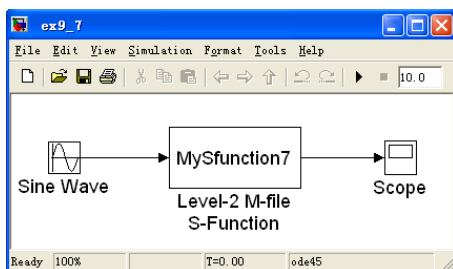 ex9_7
File Edit View Simulation Format Tools Help
10.0
MySfunction7
Sine Wave
Level-2 M-file
S-Function
Scope
Ready 100% T=0.00 ode45